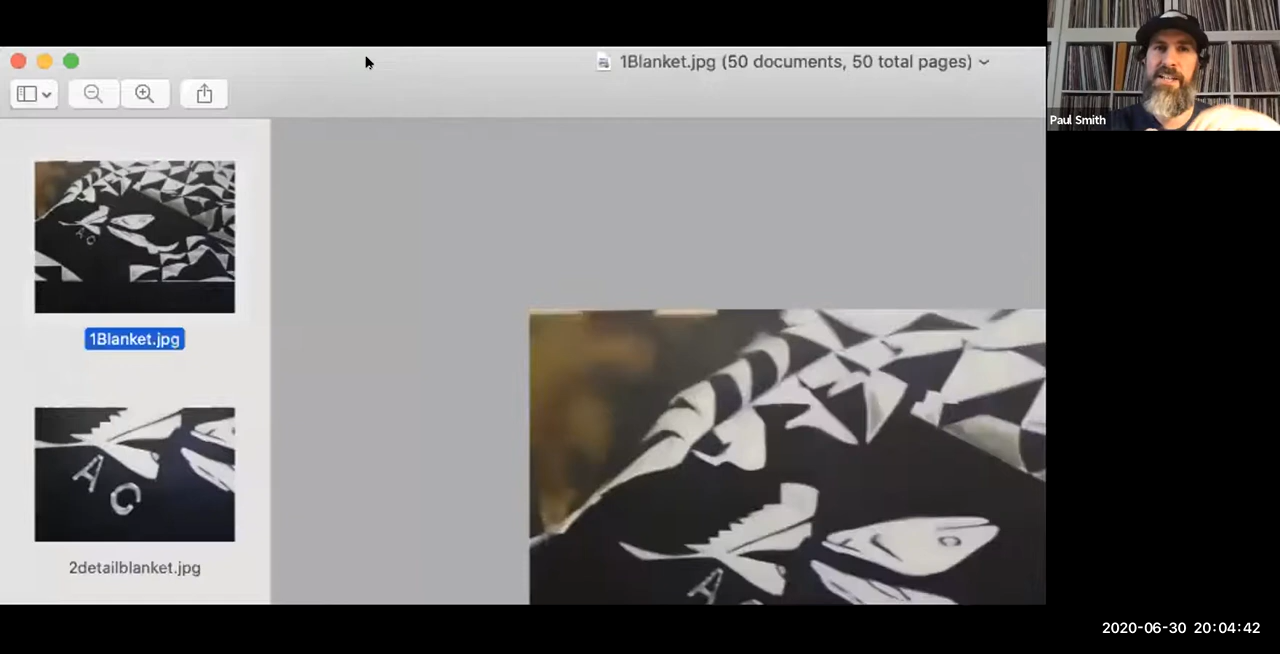 1Blanket.jpg (50 documents, 50 total pages)
Paul Smith
A C
1Blanket.jpg
A C
2detailblanket.jpg
A
2020-06-30 20:04:42